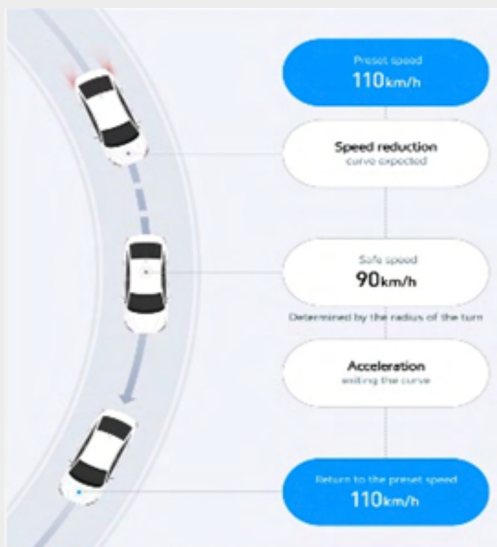 Preset speed
110km/h
Speed reduction
curve expected
Safe speed
90km/h
Determined by the radius of the turn
Acceleration
exiting the curve
Return to the preset speed
110km/h